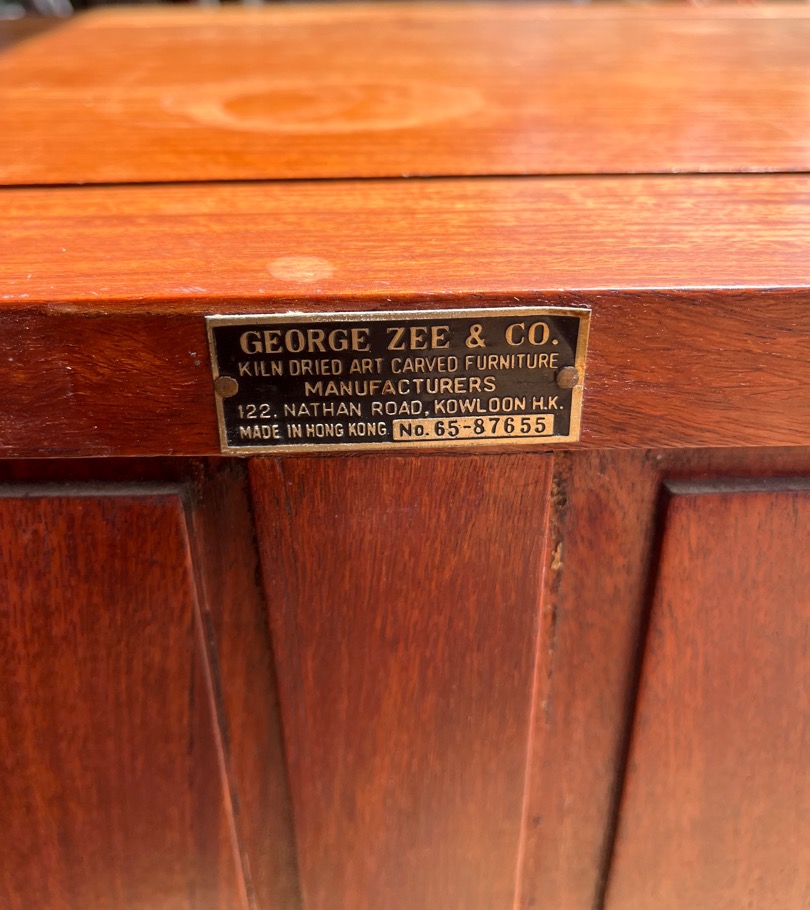 GEORGE ZEE & CO.
KILN DRIED ART CARVED FURNITURE
MANUFACTURERS
122, NATHAN ROAD, KOWLOON H.K.
MADE IN HONG KONG. No. 65-87655